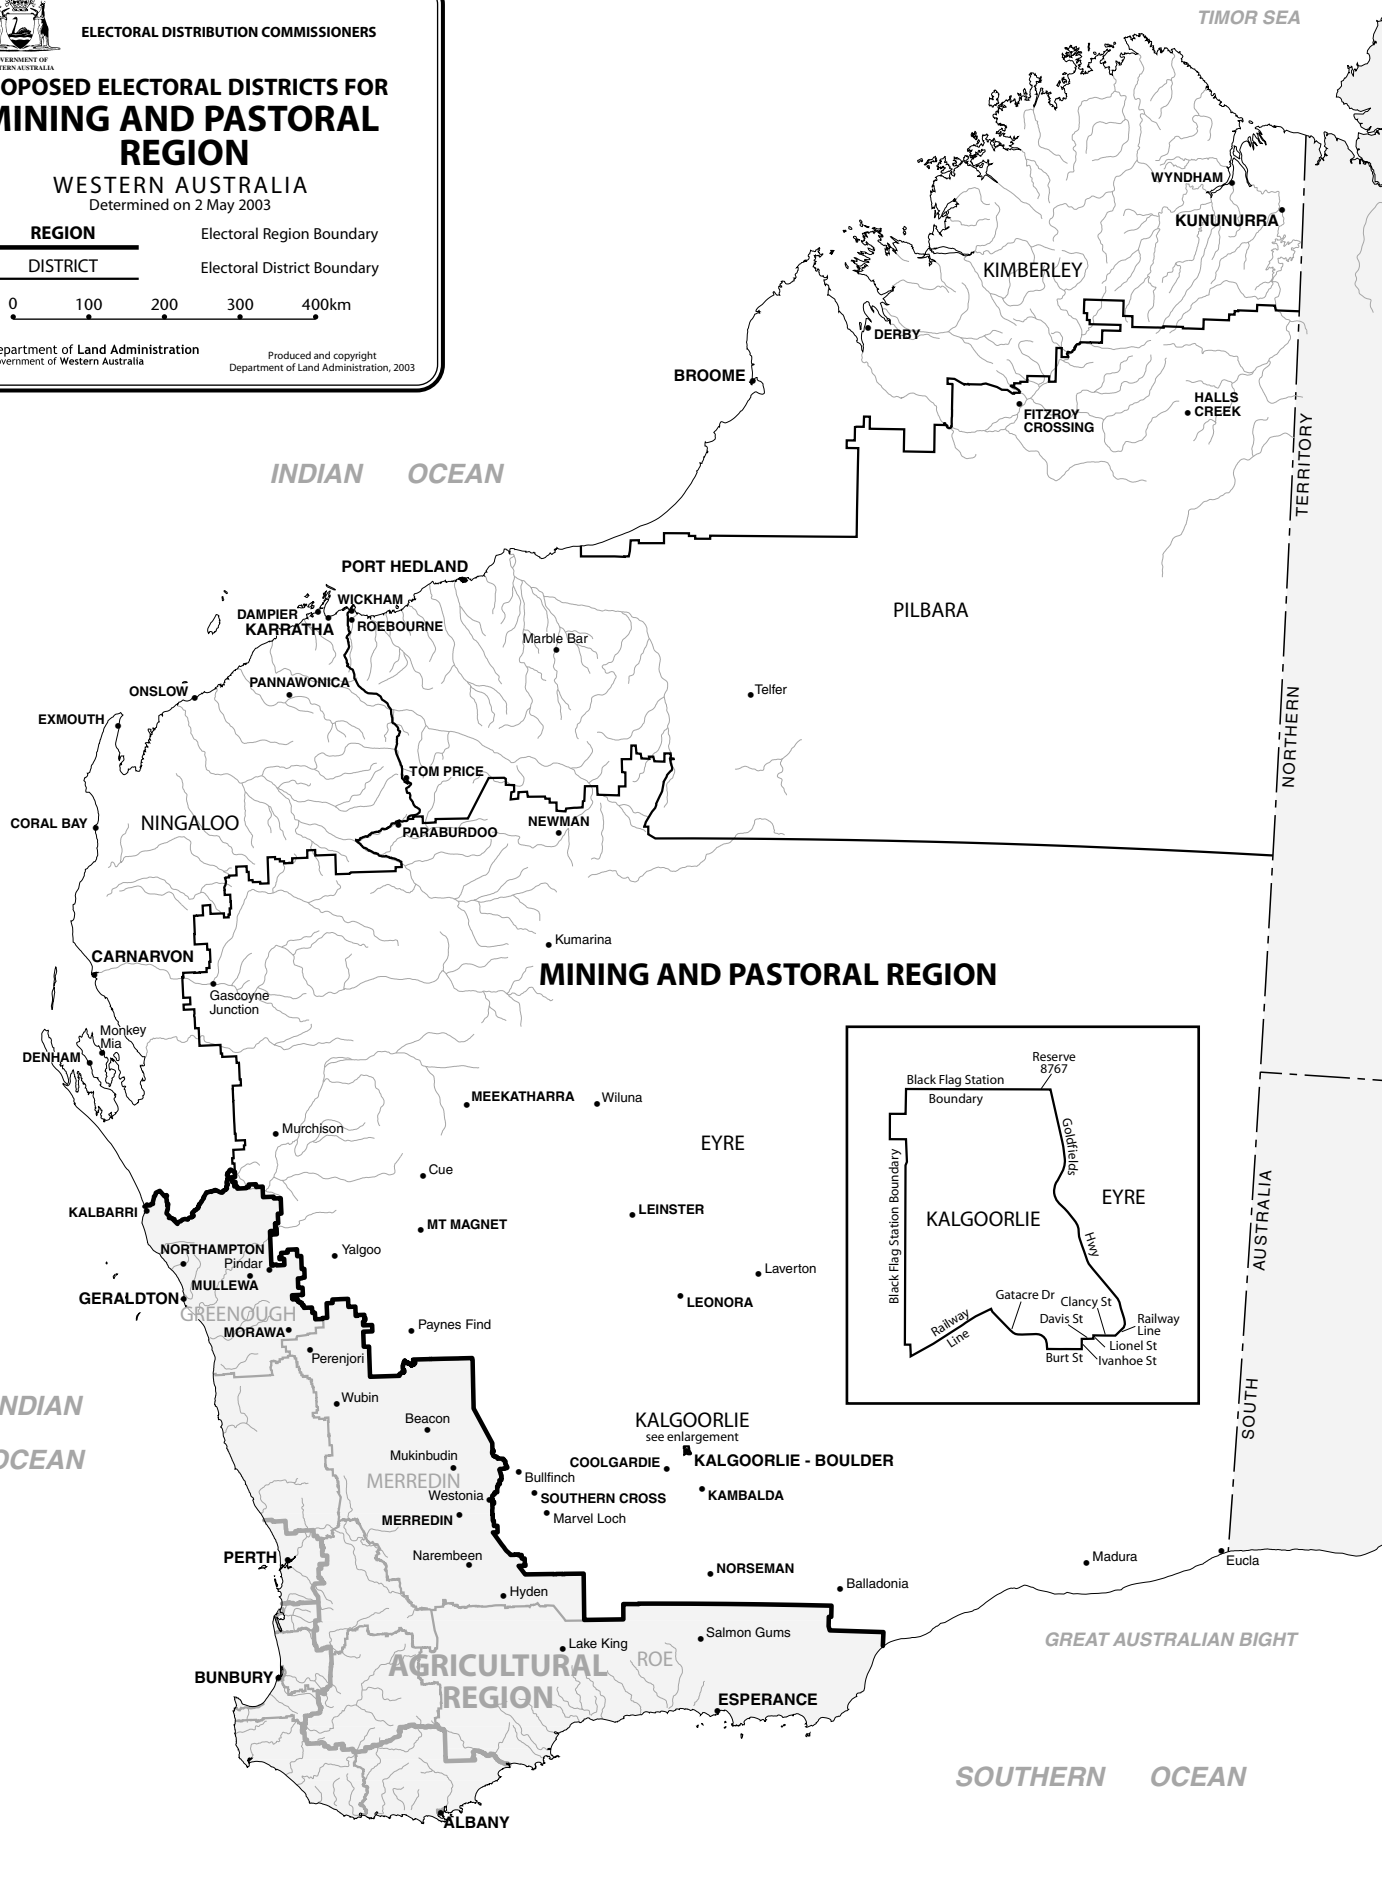 TIMOR SEA
ELECTORAL DISTRIBUTION COMMISSIONERS
VERNMENT OF
TERN AUSTRALIA
OPOSED ELECTORAL DISTRICTS FOR
MINING AND PASTORAL
REGION
WESTERN AUSTRALIA
Determined on 2 May 2003
REGION
Electoral Region Boundary
DISTRICT
Electoral District Boundary
0 100 200 300 400km
epartment of Land Administration
vernment of Western Australia
Produced and copyright
Department of Land Administration, 2003
WYNDHAM
KUNUNURRA
KIMBERLEY
DERBY
BROOME
HALLS
CREEK
FITZROY
CROSSING
NORTHERN TERRITORY
INDIAN OCEAN
PORT HEDLAND
WICKHAM
DAMPIER
KARRATHA
ROEBOURNE
PILBARA
Marble Bar
PANNAWONICA
ONSLOW
Telfer
EXMOUTH
TOM PRICE
CORAL BAY
NINGALOO
PARABURDOO
NEWMAN
Kumarina
CARNARVON
MINING AND PASTORAL REGION
Gascoyne
Junction
Monkey
Mia
DENHAM
MEEKATHARRA
Wiluna
Murchison
EYRE
Cue
KALBARRI
LEINSTER
MT MAGNET
NORTHAMPTON
Yalgoo
Pindar
MULLEWA
Laverton
GERALDTON
LEONORA
GREENOUGH
MORAWA
Paynes Find
Perenjori
Reserve
8767
Black Flag Station
Boundary
Goldfields
Hwy
Black Flag Station Boundary
EYRE
KALGOORLIE
Gatacre Dr
Clancy St
Davis St
Railway
Line
Railway
Line
Lionel St
Burt St
Ivanhoe St
SOUTH AUSTRALIA
INDIAN
OCEAN
Wubin
Beacon
KALGOORLIE
see enlargement
Mukinbudin
COOLGARDIE
KALGOORLIE - BOULDER
MERREDIN
Bullfinch
Westonia
SOUTHERN CROSS
KAMBALDA
MERREDIN
Marvel Loch
PERTH
Narembeen
NORSEMAN
Madura
Eucla
Hyden
Balladonia
Salmon Gums
Lake King
ROE
AGRICULTURAL
REGION
GREAT AUSTRALIAN BIGHT
BUNBURY
ESPERANCE
SOUTHERN OCEAN
ALBANY